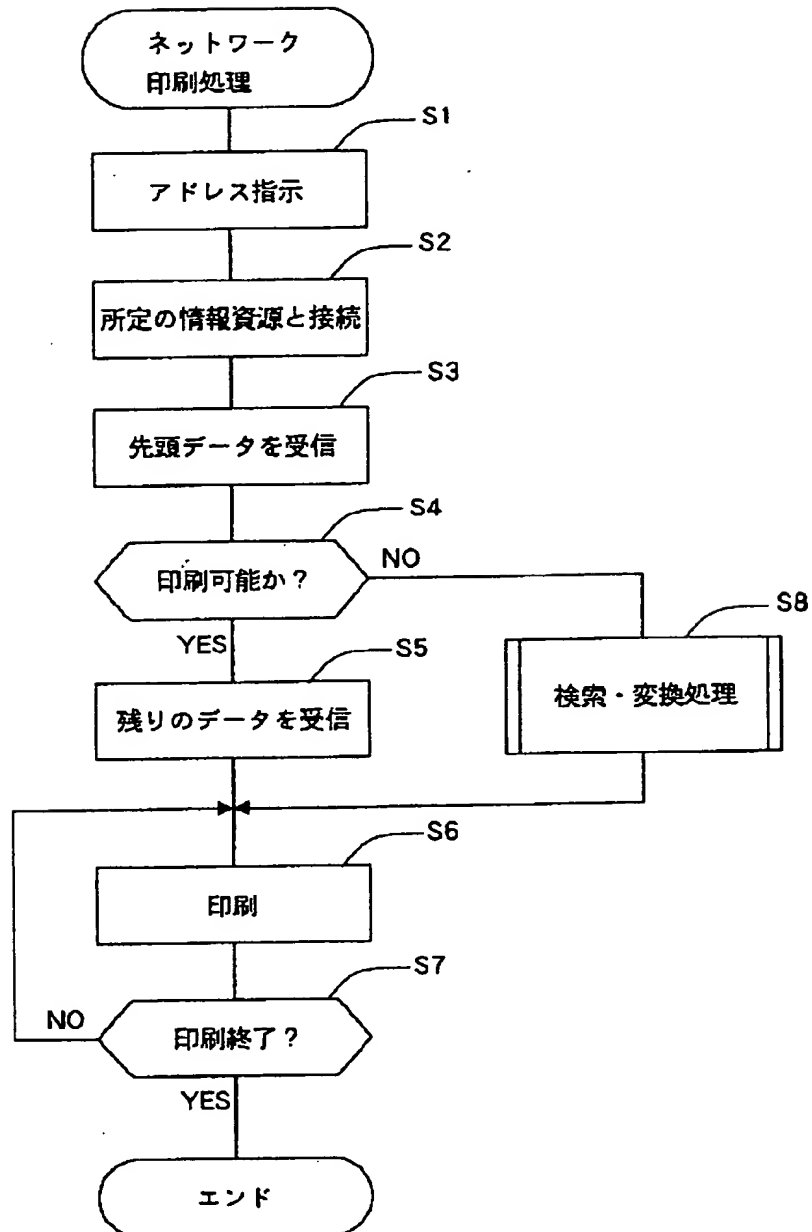 ネットワーク
印刷処理
S1
アドレス指示
S2
所定の情報資源と接続
S3
先頭データを受信
S4
印刷可能か？
NO
S8
YES
S5
検索・変換処理
残りのデータを受信
S6
印刷
S7
NO
印刷終了？
YES
エンド